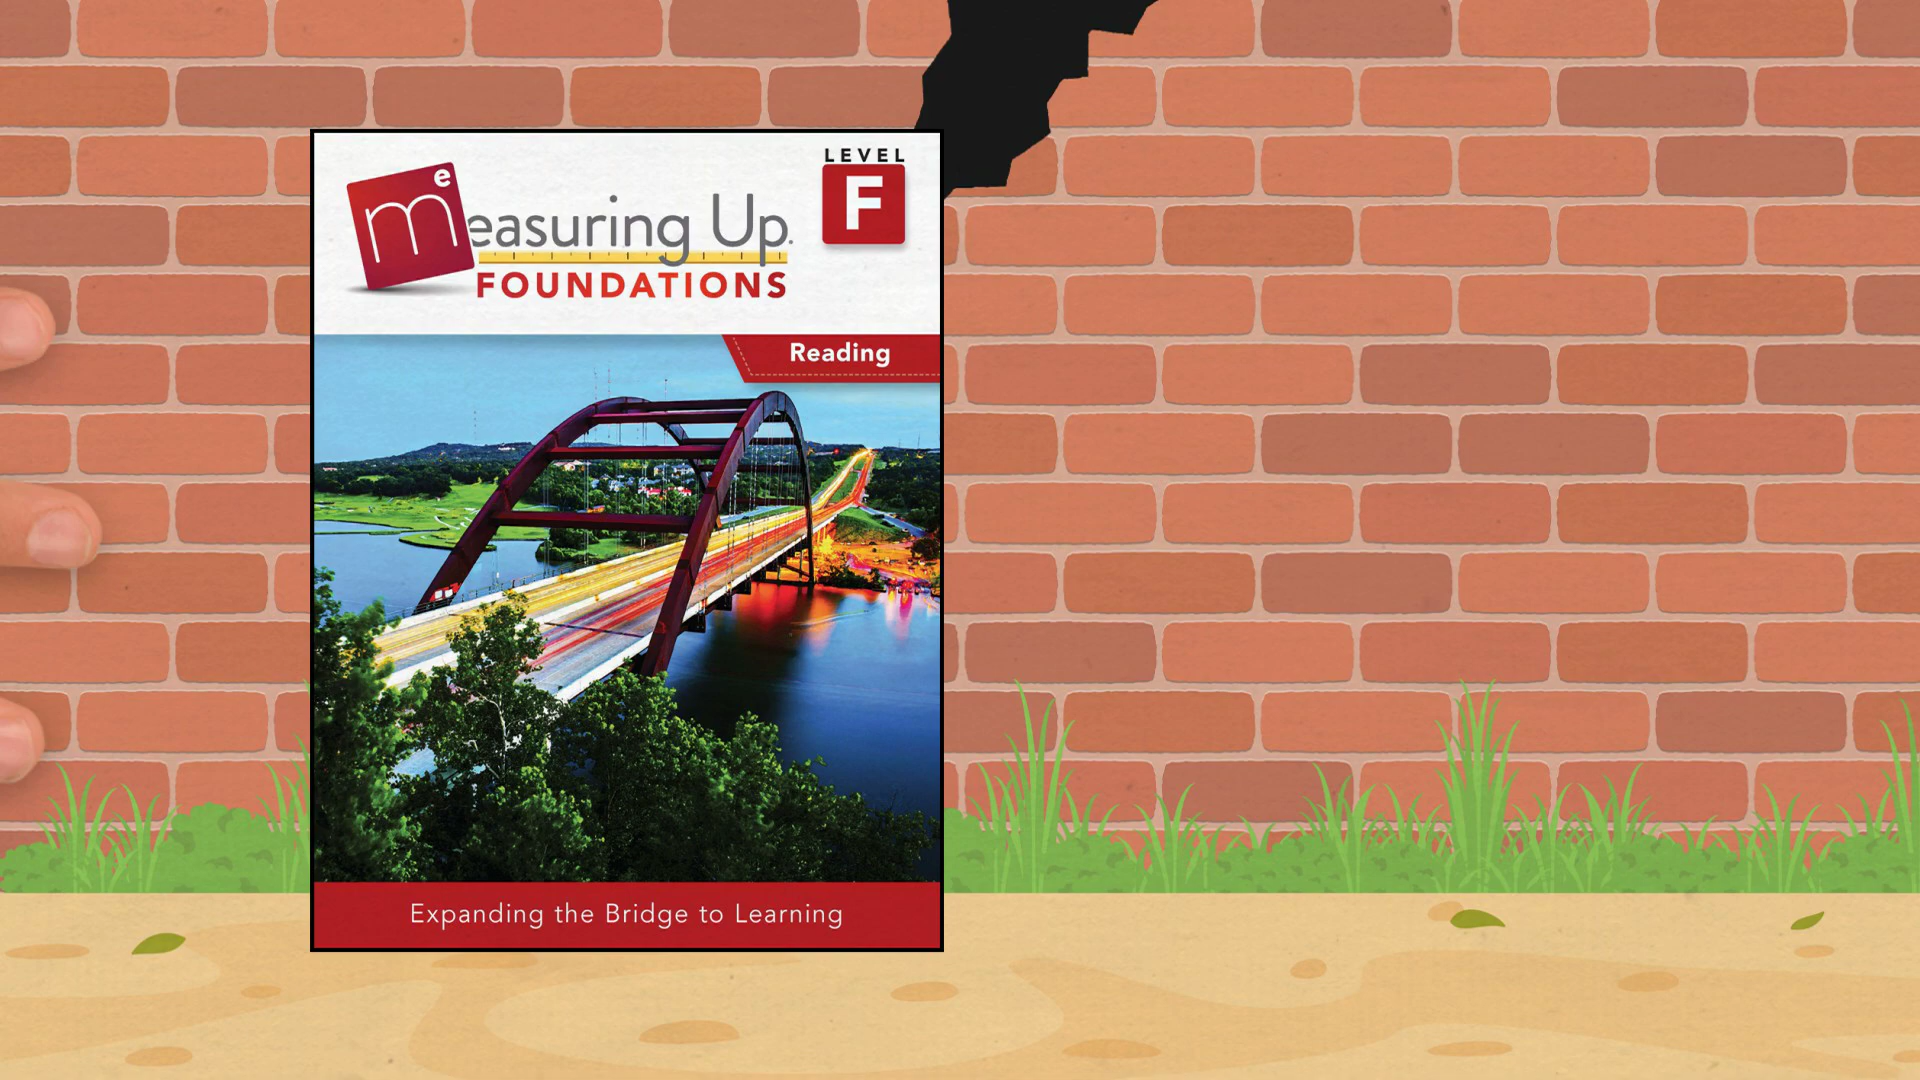 LEVEL
F
measuring Up
e
FOUNDATIONS
Reading
Expanding the Bridge to Learning